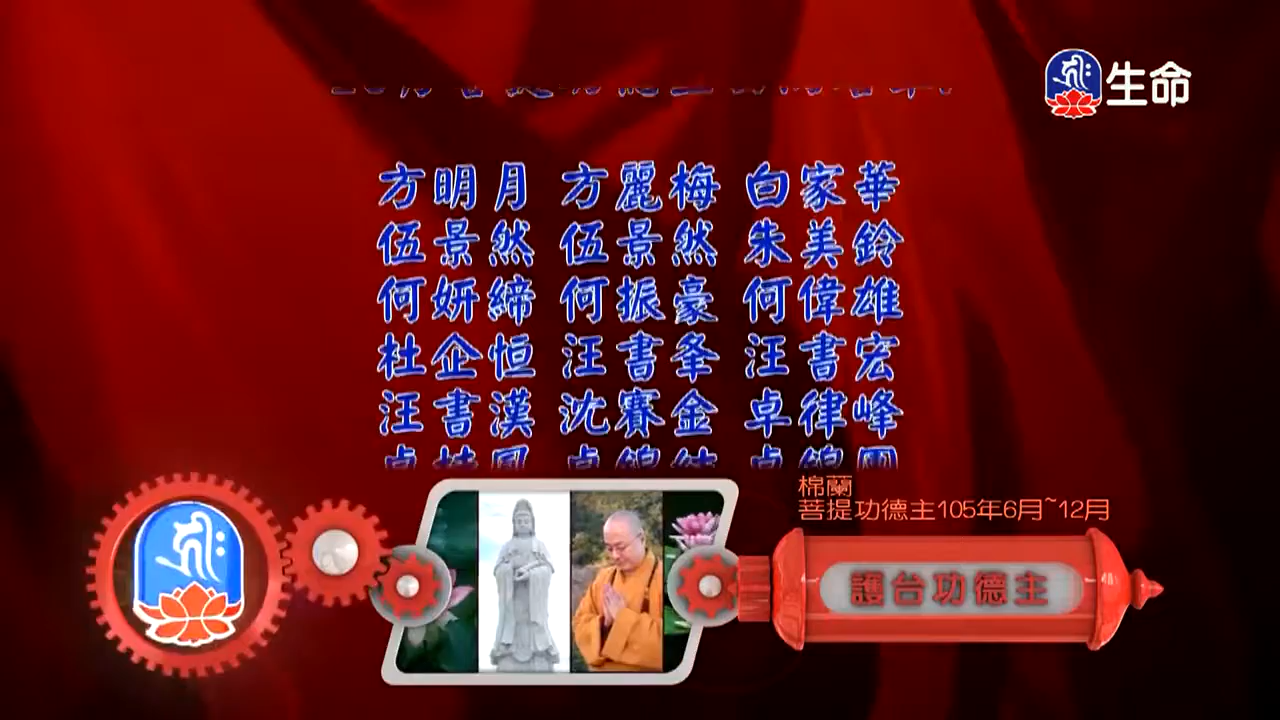 生命
方明月 方麗梅 白家華
伍景然 伍景然 朱美鈴
何妍締 何振豪 何偉雄
杜企恒 汪書夆 汪書宏
汪書漢 沈賽金 卓律峰
棉蘭
菩提功德主105年6月~12月
護台功德主